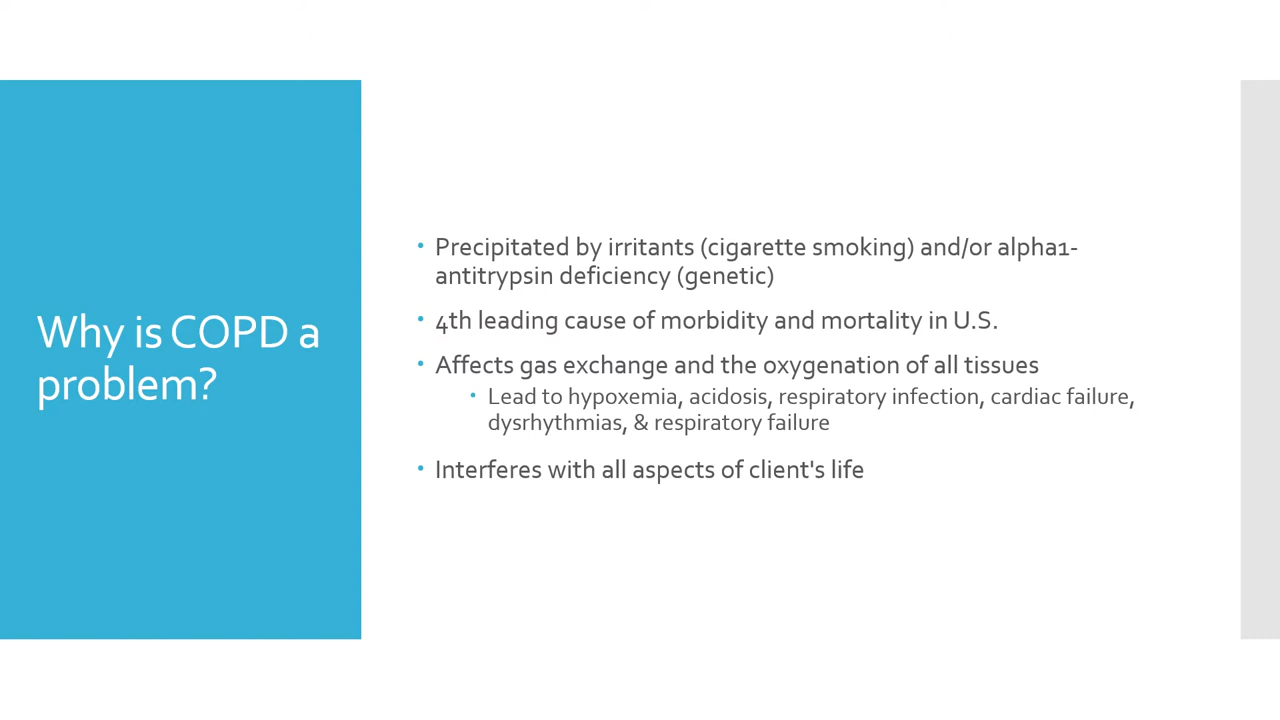 Why is COPD a
problem?
• Precipitated by irritants (cigarette smoking) and/or alpha1-
antitrypsin deficiency (genetic)
• 4th leading cause of morbidity and mortality in U.S.
• Affects gas exchange and the oxygenation of all tissues
• Lead to hypoxemia, acidosis, respiratory infection, cardiac failure,
dysrhythmias, & respiratory failure
• Interferes with all aspects of client's life